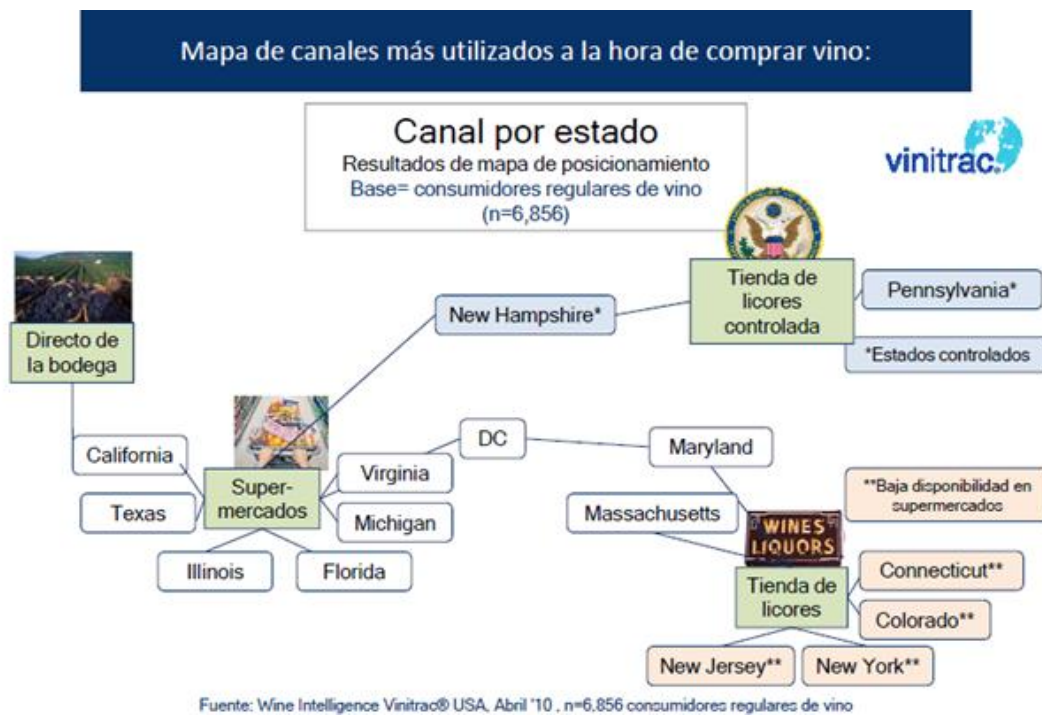 Mapa de canales más utilizados a la hora de comprar vino:
Canal por estado
Resultados de mapa de posicionamiento
Base= consumidores regulares de vino
(n=6,856)
vinitrac®
Directo de
la bodega
New Hampshire*
Tienda de
licores
controlada
Pennsylvania*
*Estados controlados
California
Texas
Super-
mercados
Illinois
Florida
Virginia
Michigan
DC
Maryland
Massachusetts
WINES
LIQUORS
Tienda de
licores
**Baja disponibilidad en
supermercados
Connecticut**
Colorado**
New Jersey**
New York**
Fuente: Wine Intelligence Vinitrac® USA, Abril '10 , n=6,856 consumidores regulares de vino